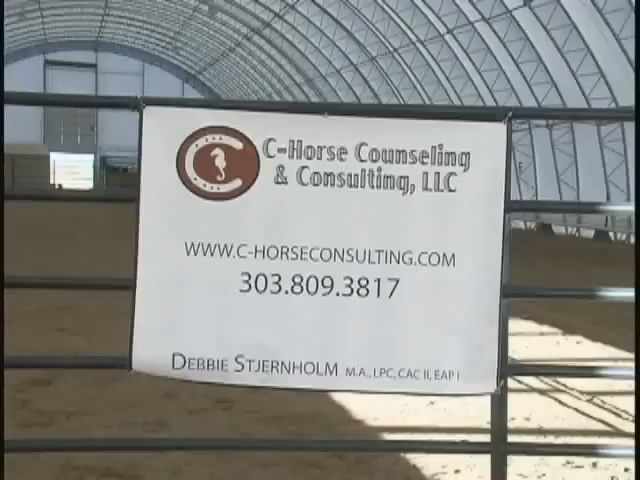 C-Horse Counseling
& Consulting, LLC
WWW.C-HORSECONSULTING.COM
303.809.3817
DEBBIE STJERNHOLM M.A., LPC, CAC II, EAP I